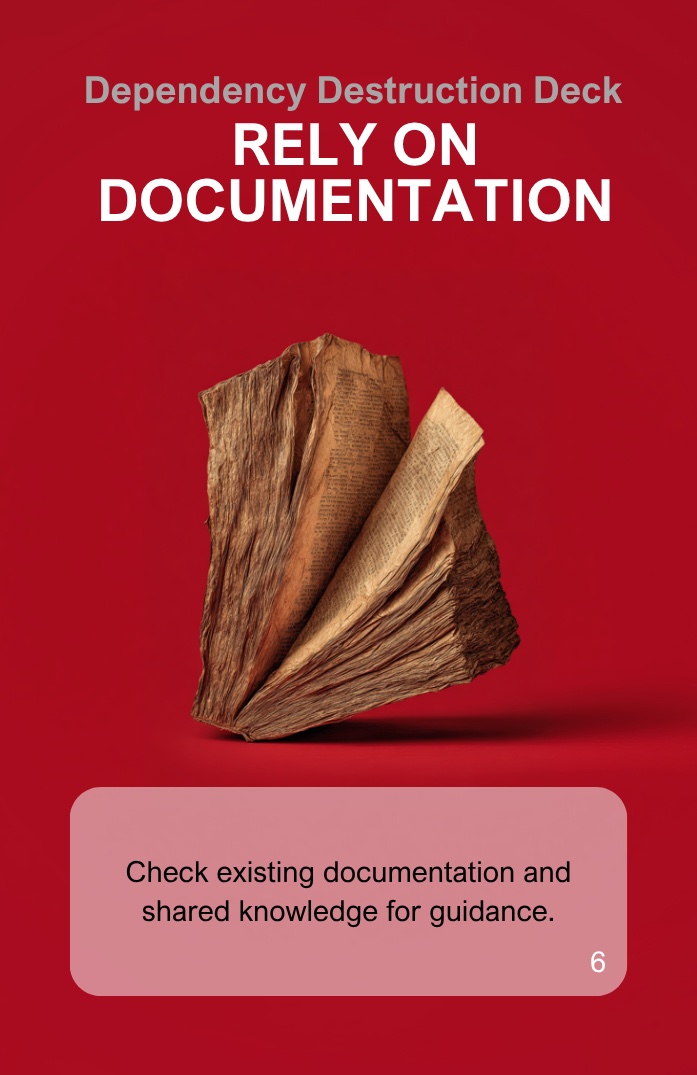 Dependency Destruction Deck
RELY ON
DOCUMENTATION
Check existing documentation and
shared knowledge for guidance.
6